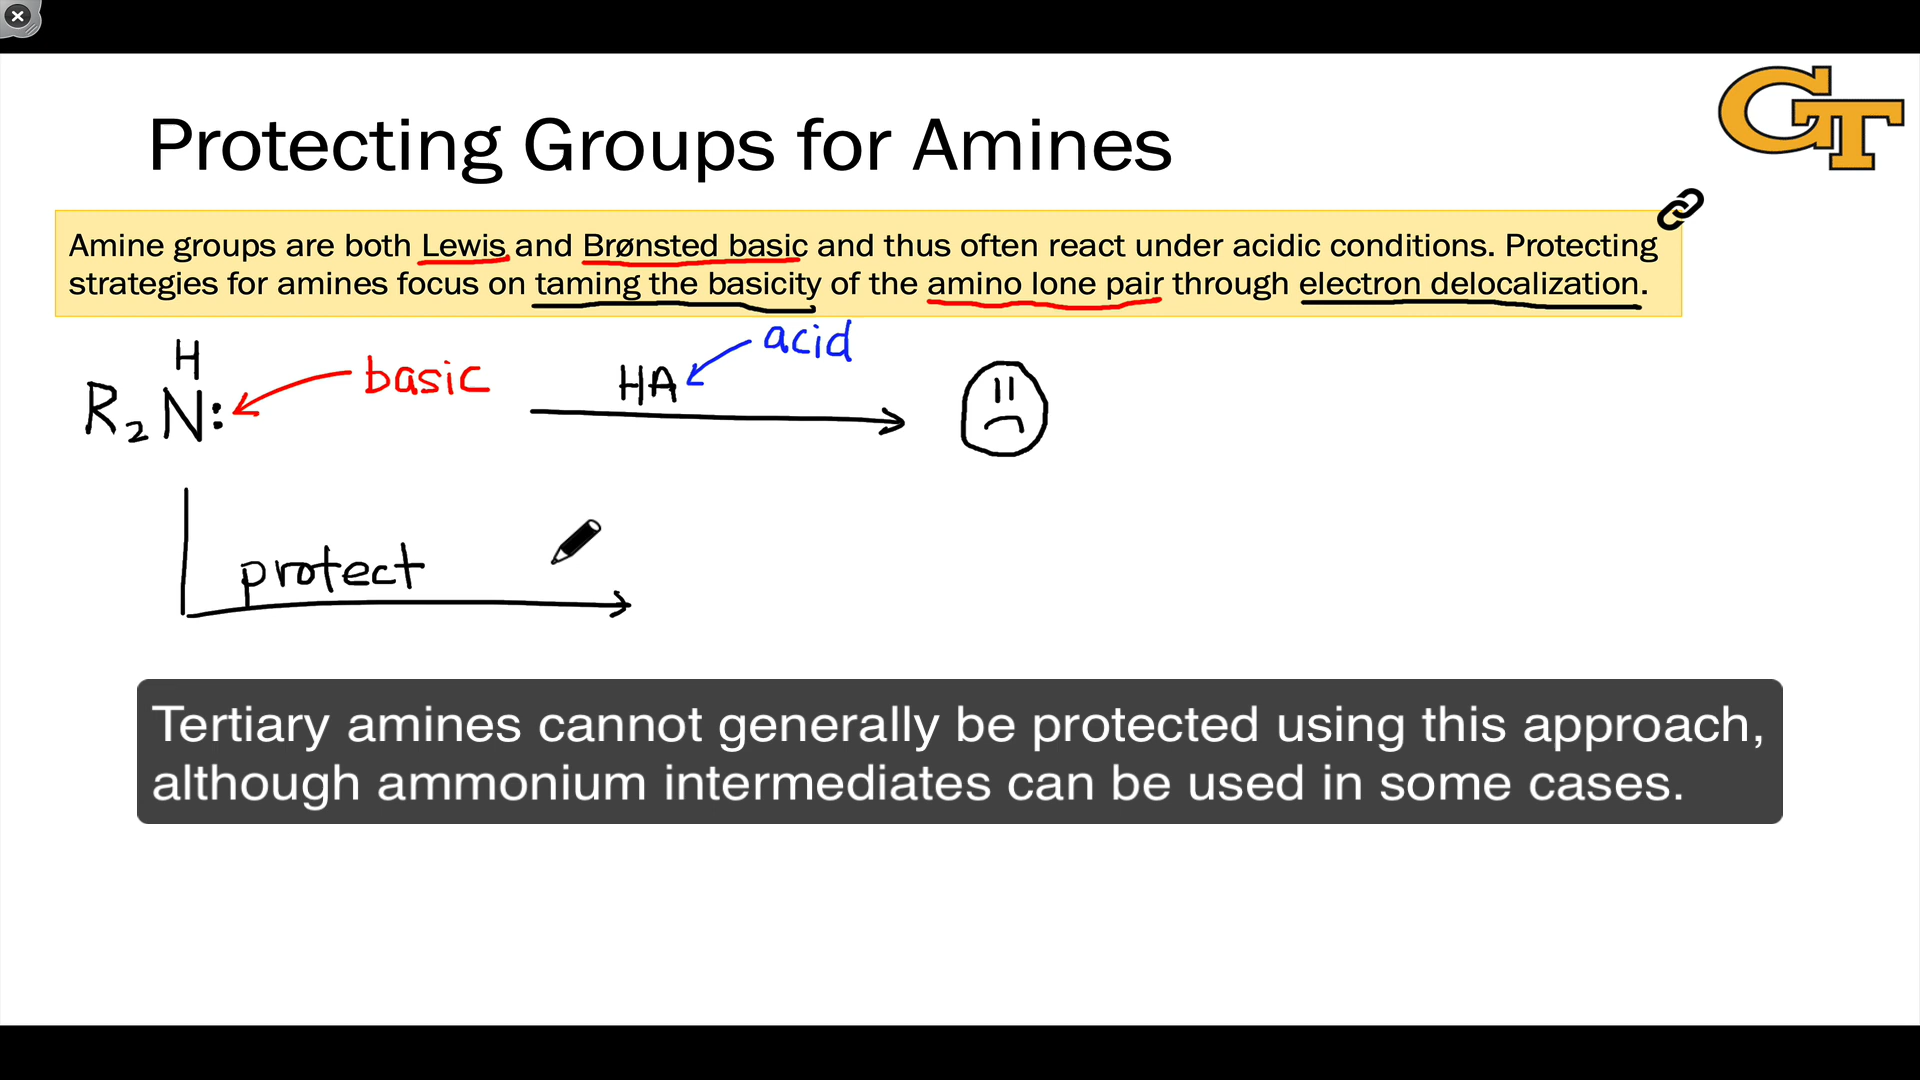 GT
Protecting Groups for Amines
Amine groups are both Lewis and Brønsted basic and thus often react under acidic conditions. Protecting
strategies for amines focus on taming the basicity of the amino lone pair through electron delocalization.
acid
H
basic
HA
R₂N:
protect
Tertiary amines cannot generally be protected using this approach,
although ammonium intermediates can be used in some cases.